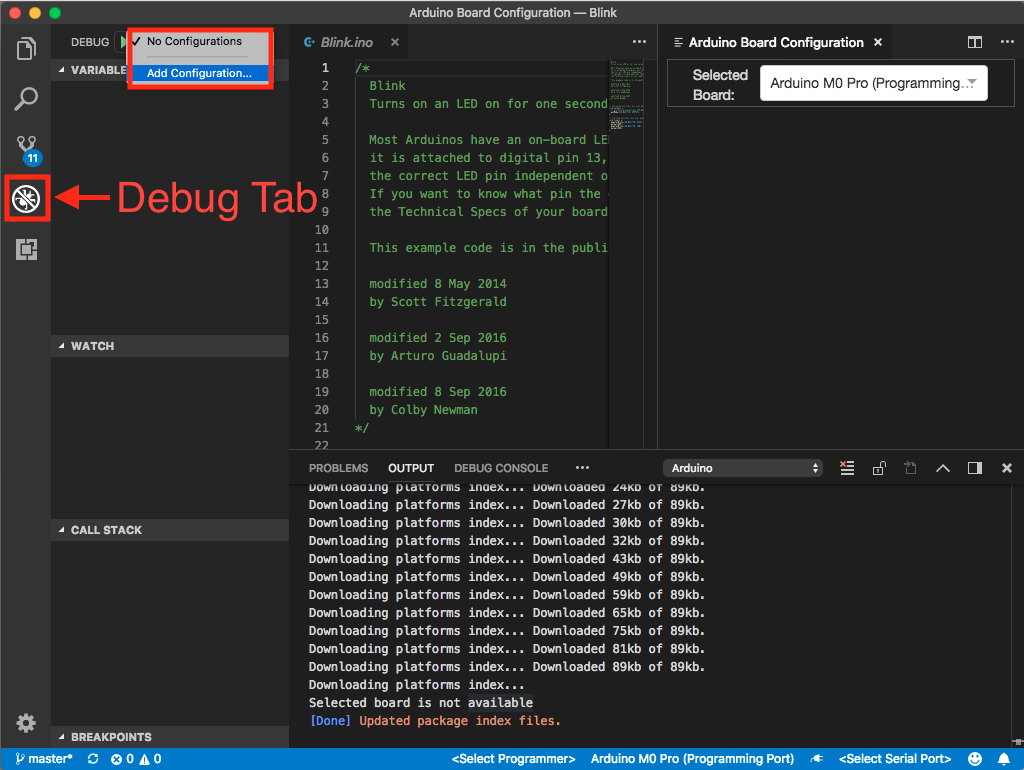 Arduino Board Configuration — Blink
DEBUG
No Configurations
Add Configuration...
VARIABLE
11
Debug Tab
WATCH
CALL STACK
BREAKPOINTS
Blink.ino
1 /*
2 Blink
3 Turns on an LED on for one second
4
5 Most Arduinos have an on-board LE
6 it is attached to digital pin 13,
7 the correct LED pin independent o
8 If you want to know what pin the
9 the Technical Specs of your board
10
11 This example code is in the publi
12
13 modified 8 May 2014
14 by Scott Fitzgerald
15
16 modified 2 Sep 2016
17 by Arturo Guadalupi
18
19 modified 8 Sep 2016
20 by Colby Newman
21 */
22
Arduino Board Configuration
Selected
Board:
Arduino M0 Pro (Programming...
PROBLEMS OUTPUT DEBUG CONSOLE ••• Arduino
Downloading platforms index... Downloaded 24kb of 89kb.
Downloading platforms index... Downloaded 27kb of 89kb.
Downloading platforms index... Downloaded 30kb of 89kb.
Downloading platforms index... Downloaded 32kb of 89kb.
Downloading platforms index... Downloaded 43kb of 89kb.
Downloading platforms index... Downloaded 49kb of 89kb.
Downloading platforms index... Downloaded 59kb of 89kb.
Downloading platforms index... Downloaded 65kb of 89kb.
Downloading platforms index... Downloaded 75kb of 89kb.
Downloading platforms index... Downloaded 81kb of 89kb.
Downloading platforms index... Downloaded 89kb of 89kb.
Downloading platforms index...
Selected board is not available
[Done] Updated package index files.
master* 0 0 <Select Programmer> Arduino M0 Pro (Programming Port) <Select Serial Port>